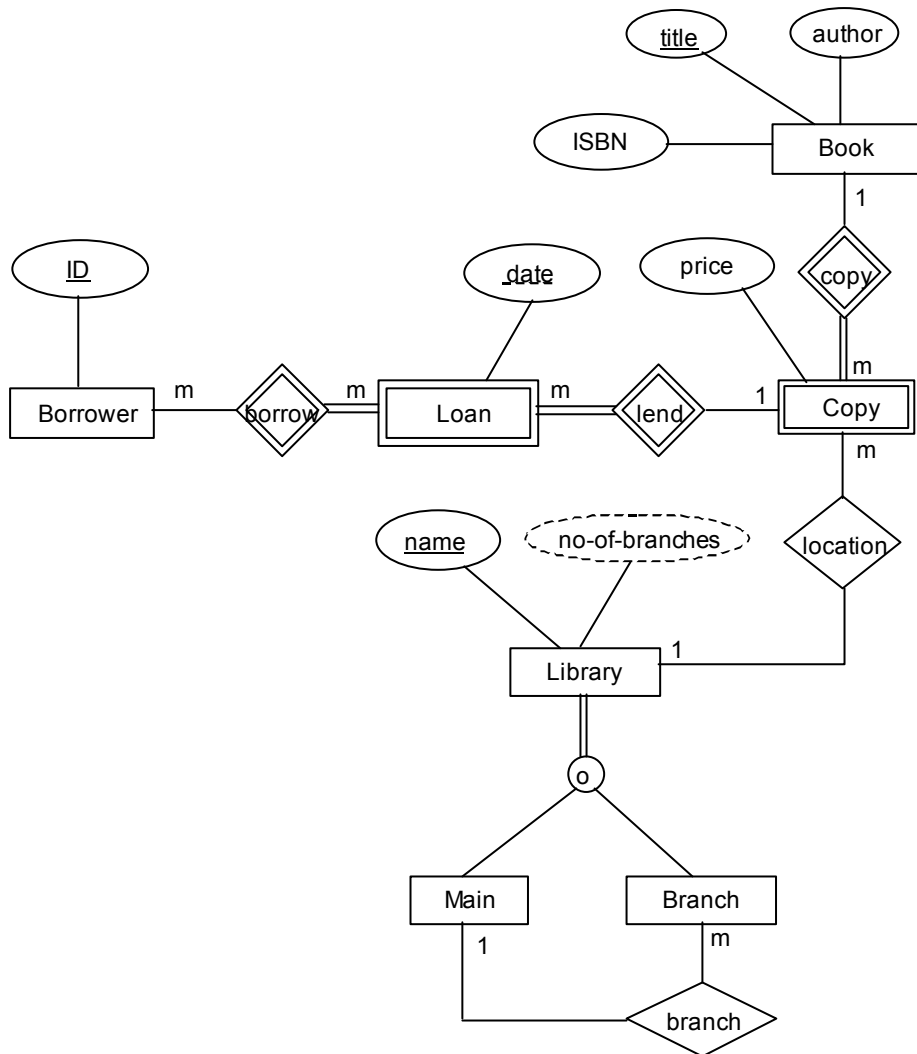 title
author
ISBN
Book
1
ID
date
price
copy
m
m
m
m
1
Borrower
borrow
Loan
lend
Copy
m
name
no-of-branches
location
1
Library
o
Main
Branch
1
m
branch